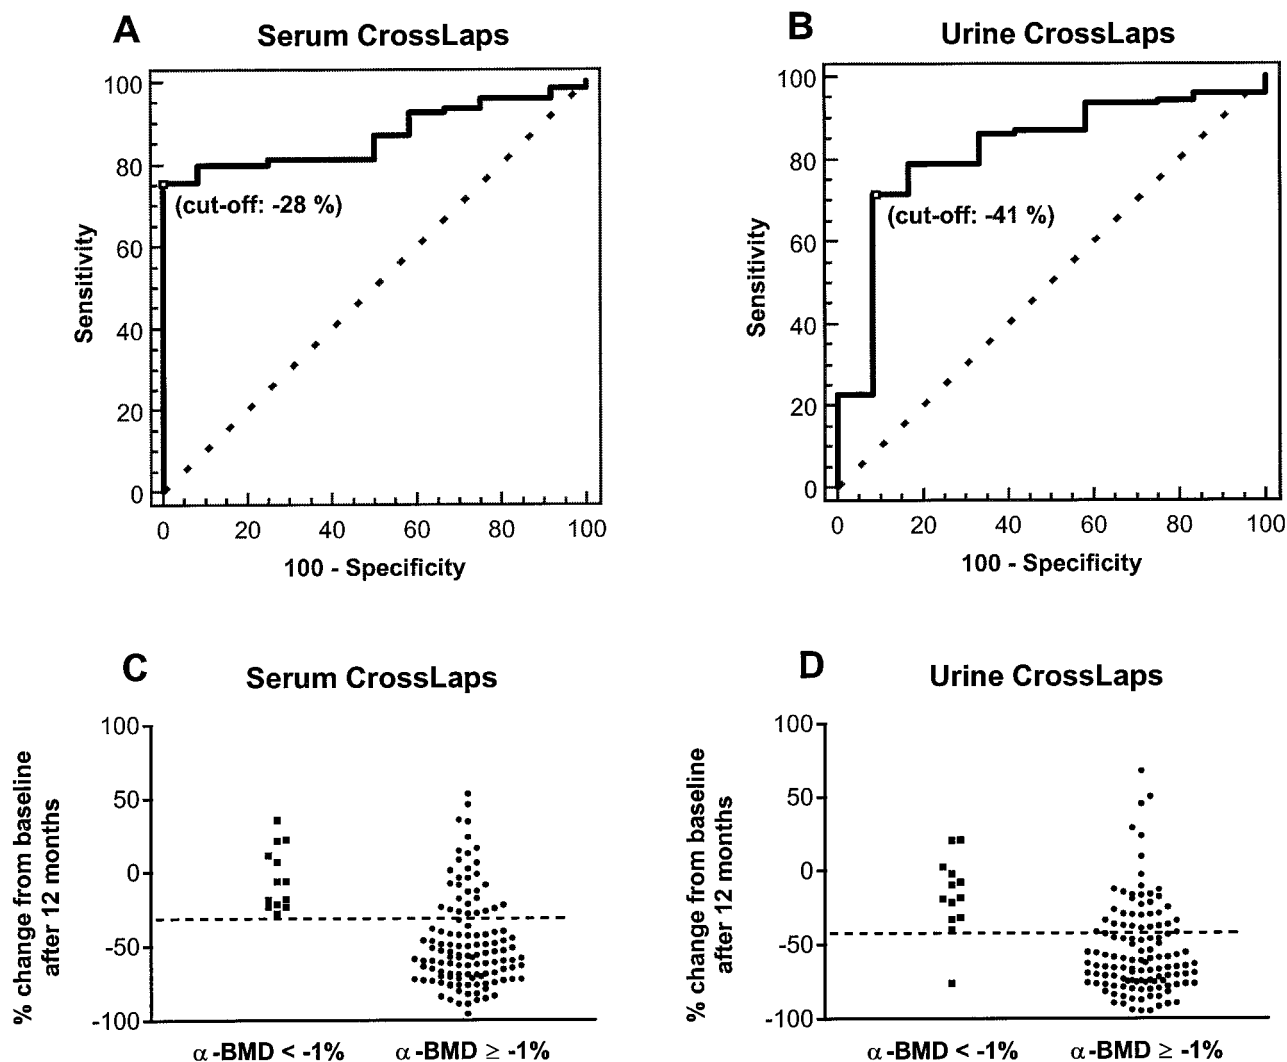 A
Serum CrossLaps
100
80
60
40
20
0
Sensitivity
(cut-off: -28 %)
0 20 40 60 80 100
100 - Specificity
B
Urine CrossLaps
100
80
60
40
20
0
Sensitivity
(cut-off: -41 %)
0 20 40 60 80 100
100 - Specificity
C
Serum CrossLaps
100
50
0
-50
-100
% change from baseline
after 12 months
α-BMD < -1% α-BMD ≥ -1%
D
Urine CrossLaps
100
50
0
-50
-100
% change from baseline
after 12 months
α-BMD < -1% α-BMD ≥ -1%